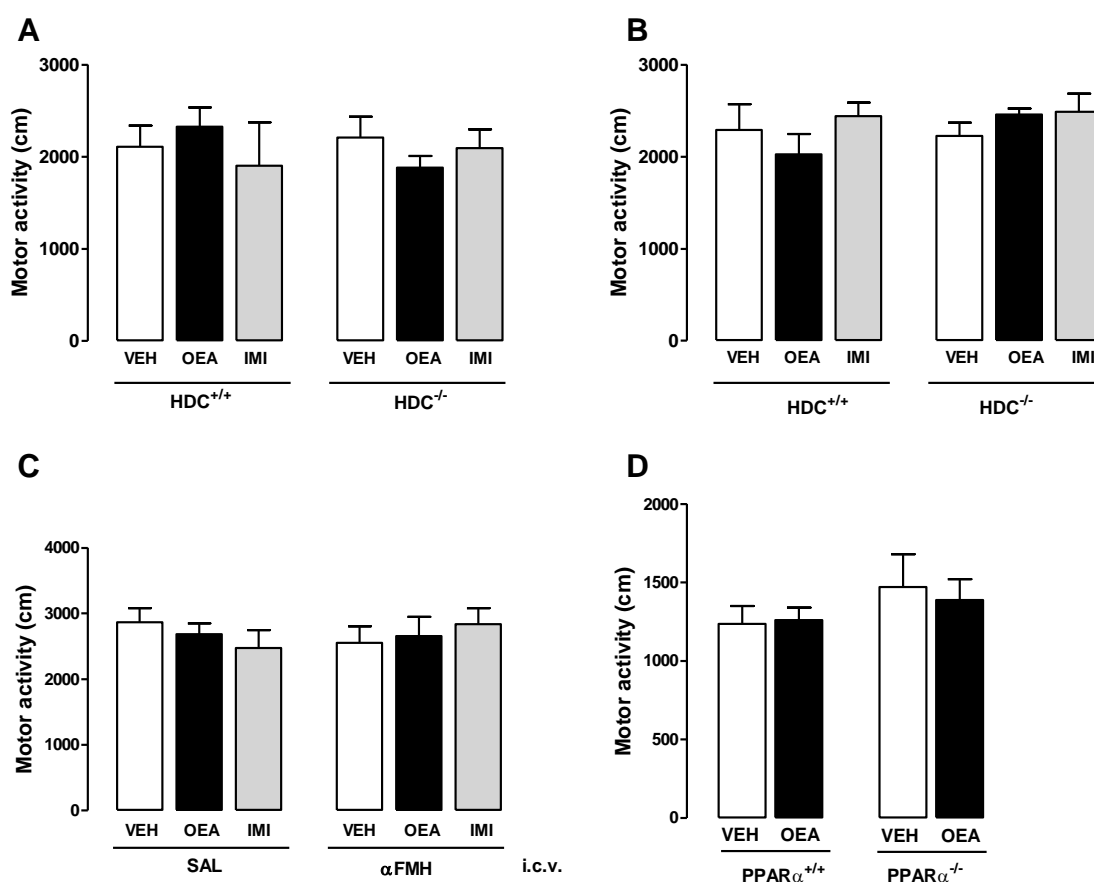 A
Motor activity (cm)
3000
2000
1000
0
VEH OEA IMI VEH OEA IMI
HDC+/+ HDC-/-
B
Motor activity (cm)
3000
2000
1000
0
VEH OEA IMI VEH OEA IMI
HDC+/+ HDC-/-
C
Motor activity (cm)
4000
3000
2000
1000
0
VEH OEA IMI VEH OEA IMI
SAL αFMH i.c.v.
D
Motor activity (cm)
2000
1500
1000
500
0
VEH OEA VEH OEA
PPARα+/+ PPARα-/-